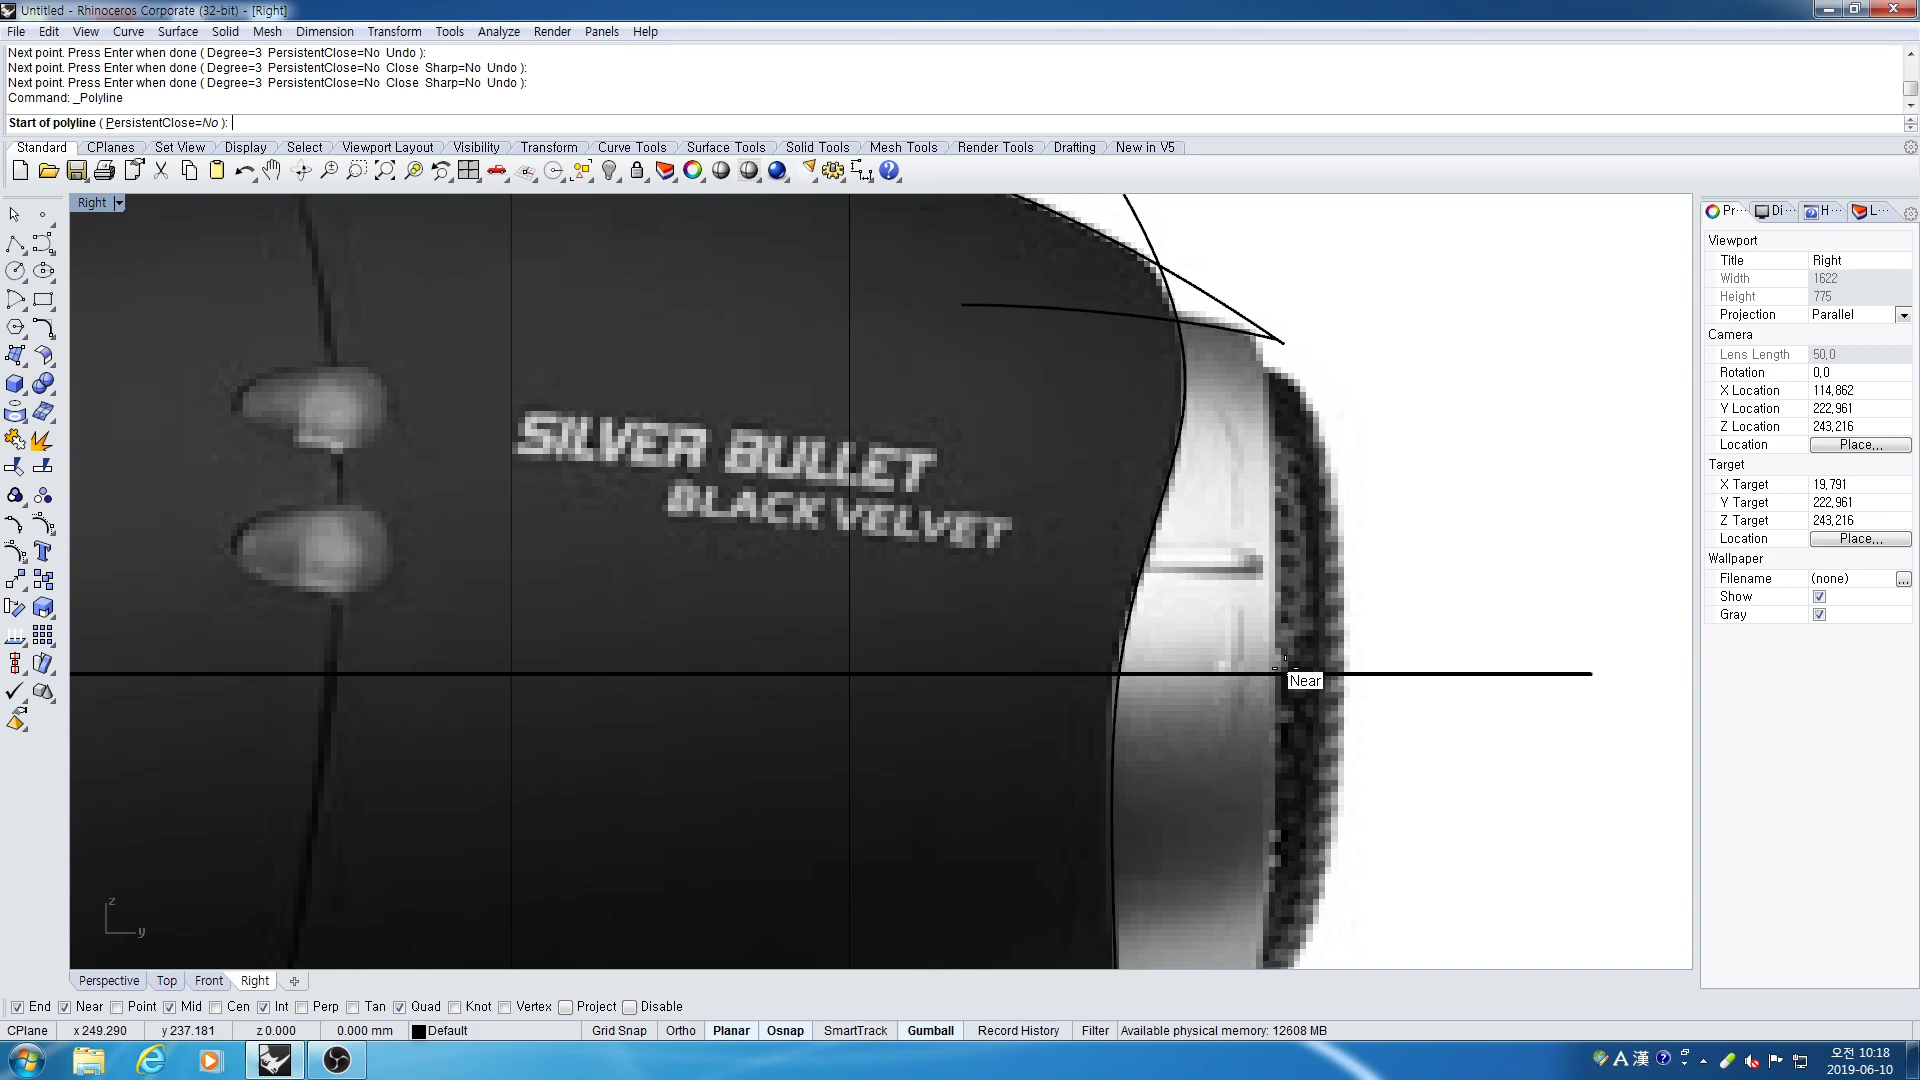 Untitled - Rhinoceros Corporate (32-bit) - [Right]
File Edit View Curve Surface Solid Mesh Dimension Transform Tools Analyze Render Panels Help
Next point. Press Enter when done ( Degree=3 PersistentClose=No Undo ):
Next point. Press Enter when done ( Degree=3 PersistentClose=No Close Sharp=No Undo ):
Next point. Press Enter when done ( Degree=3 PersistentClose=No Close Sharp=No Undo ):
Command: _Polyline
Start of polyline ( PersistentClose=No ):
Standard CPlanes Set View Display Select Viewport Layout Visibility Transform Curve Tools Surface Tools Solid Tools Mesh Tools Render Tools Drafting New in V5
Right
Pr... Di... H... L...
Viewport
Title Right
Width 1622
Height 775
Projection Parallel
Camera
Lens Length 50,0
Rotation 0,0
X Location 114,862
Y Location 222,961
Z Location 243,216
Location Place...
Target
X Target 19,791
Y Target 222,961
Z Target 243,216
Location Place...
Wallpaper
Filename (none) ...
Show
Gray
SILVER BULLET
BLACK VELVET
Near
z
y
Perspective Top Front Right
End Near Point Mid Cen Int Perp Tan Quad Knot Vertex Project Disable
CPlane x 249.290 y 237.181 z 0.000 0.000 mm Default Grid Snap Ortho Planar Osnap SmartTrack Gumball Record History Filter Available physical memory: 12608 MB
A 漢 오전 10:18
2019-06-10